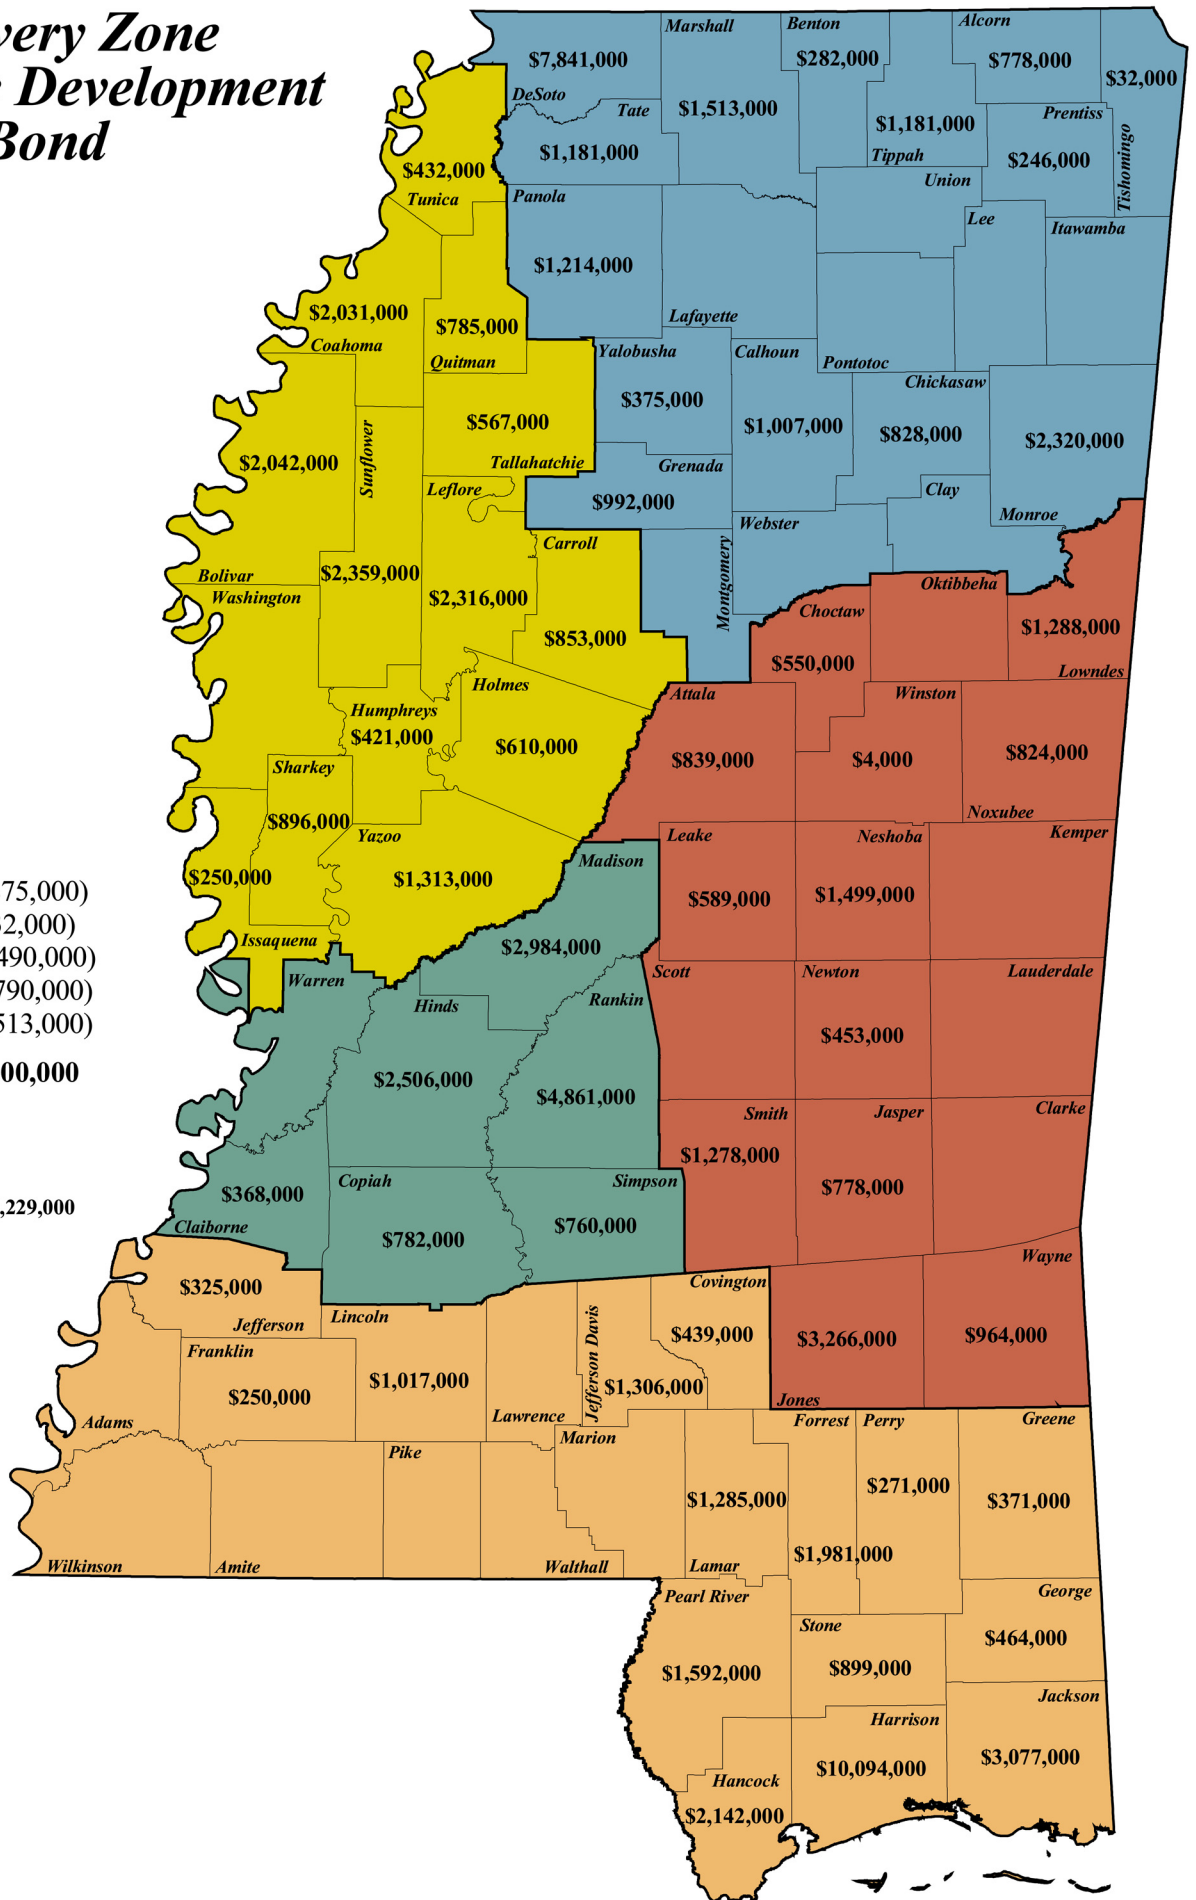 very Zone
Development
Bond
Marshall
Benton
Alcorn
$7,841,000
$282,000
$778,000
$32,000
DeSoto
Tate
$1,513,000
Prentiss
$1,181,000
$1,181,000
Tippah
$246,000
Tishomingo
$432,000
Tunica
Panola
Union
Lee
Itawamba
$1,214,000
$2,031,000
$785,000
Lafayette
Coahoma
Quitman
Yalobusha
Calhoun
Pontotoc
Chickasaw
$375,000
$567,000
$1,007,000
$828,000
$2,320,000
$2,042,000
Sunflower
Tallahatchie
Grenada
Leflore
$992,000
Clay
Monroe
Webster
Carroll
Montgomery
Bolivar
$2,359,000
Washington
$2,316,000
Oktibbeha
Choctaw
$853,000
$550,000
$1,288,000
Lowndes
Holmes
Attala
Winston
Humphreys
$421,000
$610,000
$839,000
$4,000
$824,000
Sharkey
Noxubee
$896,000
Yazoo
Leake
Neshoba
Kemper
Madison
$250,000
$1,313,000
$589,000
$1,499,000
75,000)
2,000)
490,000)
790,000)
513,000)
00,000
,229,000
Issaquena
$2,984,000
Warren
Hinds
Rankin
Scott
Newton
Lauderdale
$453,000
$2,506,000
$4,861,000
Smith
Jasper
Clarke
$1,278,000
$368,000
Copiah
Simpson
$778,000
Claiborne
$782,000
$760,000
Wayne
$325,000
Covington
Jefferson
Lincoln
Jefferson Davis
$439,000
$3,266,000
$964,000
Franklin
$250,000
$1,017,000
$1,306,000
Jones
Adams
Lawrence
Marion
Forrest
Perry
Greene
Pike
$1,285,000
$271,000
$371,000
$1,981,000
Wilkinson
Amite
Walthall
Lamar
Pearl River
George
Stone
$464,000
$1,592,000
$899,000
Jackson
Harrison
$10,094,000
$3,077,000
Hancock
$2,142,000